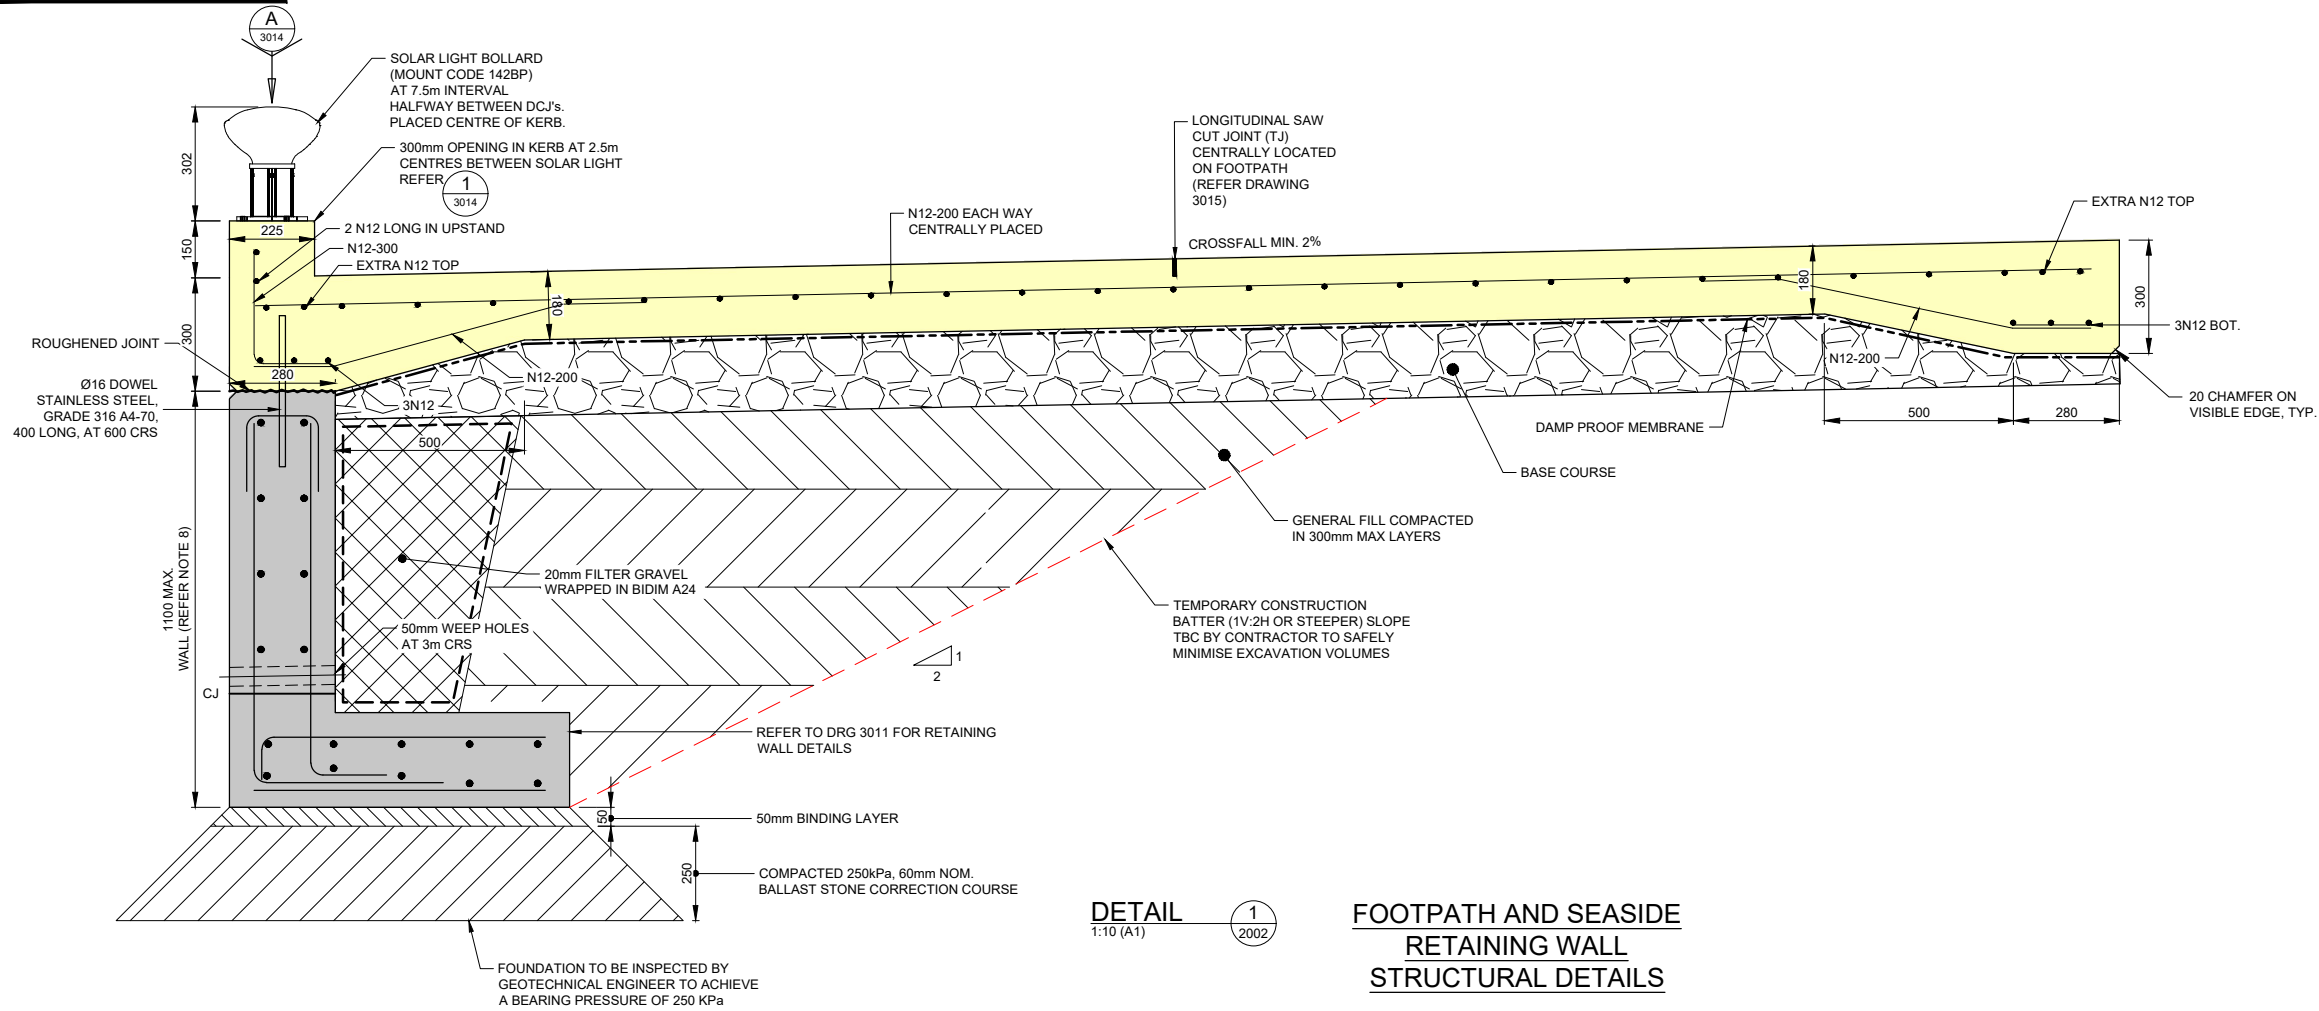 A
3014
SOLAR LIGHT BOLLARD
(MOUNT CODE 142BP)
AT 7.5m INTERVAL
HALFWAY BETWEEN DCJ's.
PLACED CENTRE OF KERB.
300mm OPENING IN KERB AT 2.5m
CENTRES BETWEEN SOLAR LIGHT
REFER
1
3014
302
150
300
225
2 N12 LONG IN UPSTAND
N12-300
EXTRA N12 TOP
LONGITUDINAL SAW
CUT JOINT (TJ)
CENTRALLY LOCATED
ON FOOTPATH
(REFER DRAWING
3015)
N12-200 EACH WAY
CENTRALLY PLACED
CROSSFALL MIN. 2%
EXTRA N12 TOP
180
180
300
3N12 BOT.
N12-200
20 CHAMFER ON
VISIBLE EDGE, TYP.
500
280
ROUGHENED JOINT
280
N12-200
3N12
Ø16 DOWEL
STAINLESS STEEL,
GRADE 316 A4-70,
400 LONG, AT 600 CRS
500
DAMP PROOF MEMBRANE
BASE COURSE
GENERAL FILL COMPACTED
IN 300mm MAX LAYERS
1100 MAX.
WALL (REFER NOTE 8)
20mm FILTER GRAVEL
WRAPPED IN BIDIM A24
50mm WEEP HOLES
AT 3m CRS
TEMPORARY CONSTRUCTION
BATTER (1V:2H OR STEEPER) SLOPE
TBC BY CONTRACTOR TO SAFELY
MINIMISE EXCAVATION VOLUMES
1
2
CJ
REFER TO DRG 3011 FOR RETAINING
WALL DETAILS
50
50mm BINDING LAYER
250
COMPACTED 250kPa, 60mm NOM.
BALLAST STONE CORRECTION COURSE
FOUNDATION TO BE INSPECTED BY
GEOTECHNICAL ENGINEER TO ACHIEVE
A BEARING PRESSURE OF 250 KPa
DETAIL
1:10 (A1)
1
2002
FOOTPATH AND SEASIDE
RETAINING WALL
STRUCTURAL DETAILS